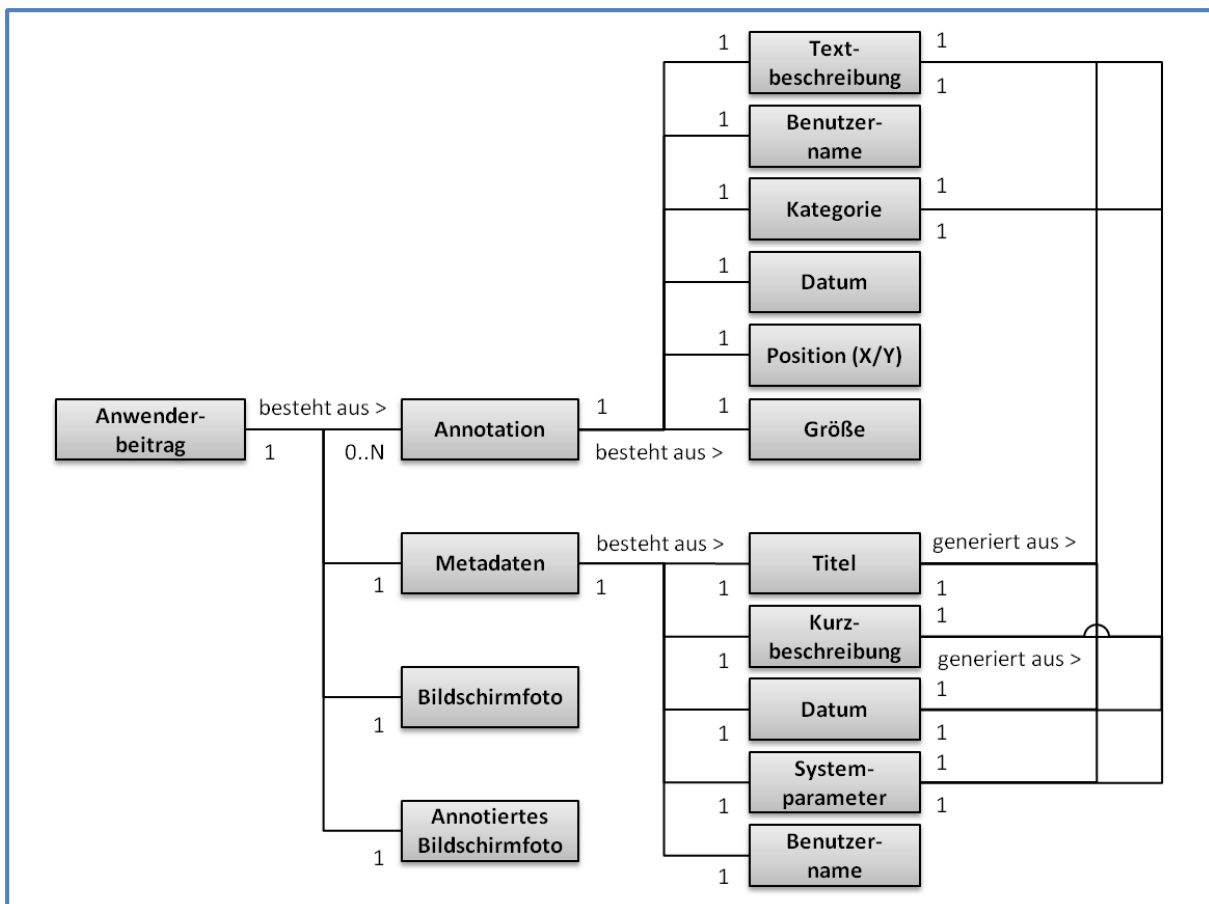 1
Text-
beschreibung
1
1
1
Benutzer-
name
1
Kategorie
1
1
1
Datum
1
Position (X/Y)
Anwender-
beitrag
1
besteht aus >
0..N
Annotation
1
besteht aus >
1
Größe
1
Metadaten
besteht aus >
1
1
Titel
generiert aus >
1
1
Kurz-
beschreibung
1
generiert aus >
1
Bildschirmfoto
1
Datum
1
1
1
System-
parameter
1
1
1
Annotiertes
Bildschirmfoto
1
Benutzer-
name